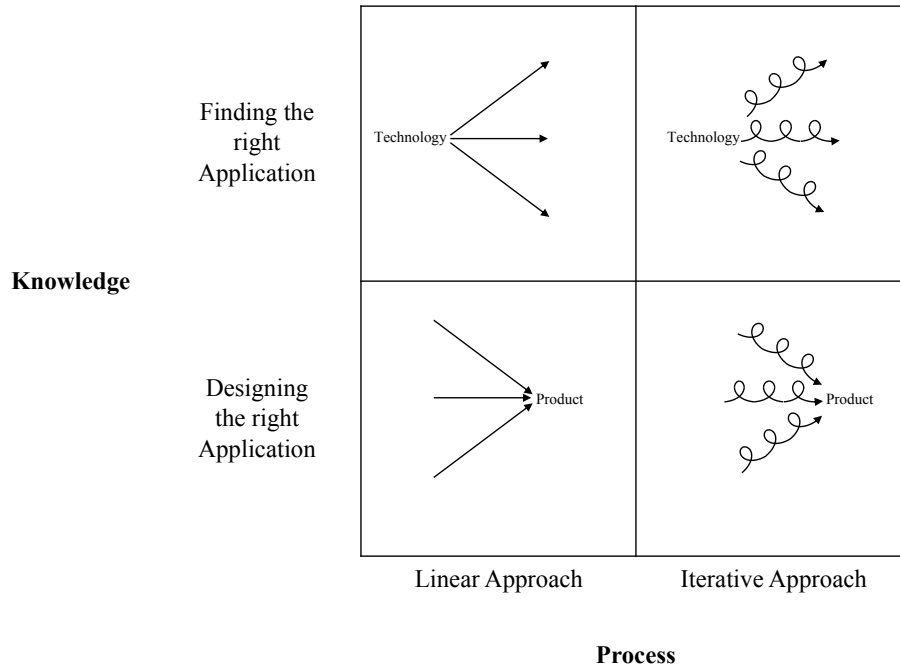 Finding the
right
Application
Technology
Technology
Knowledge
Designing
the right
Application
Product
Product
Linear Approach
Iterative Approach
Process